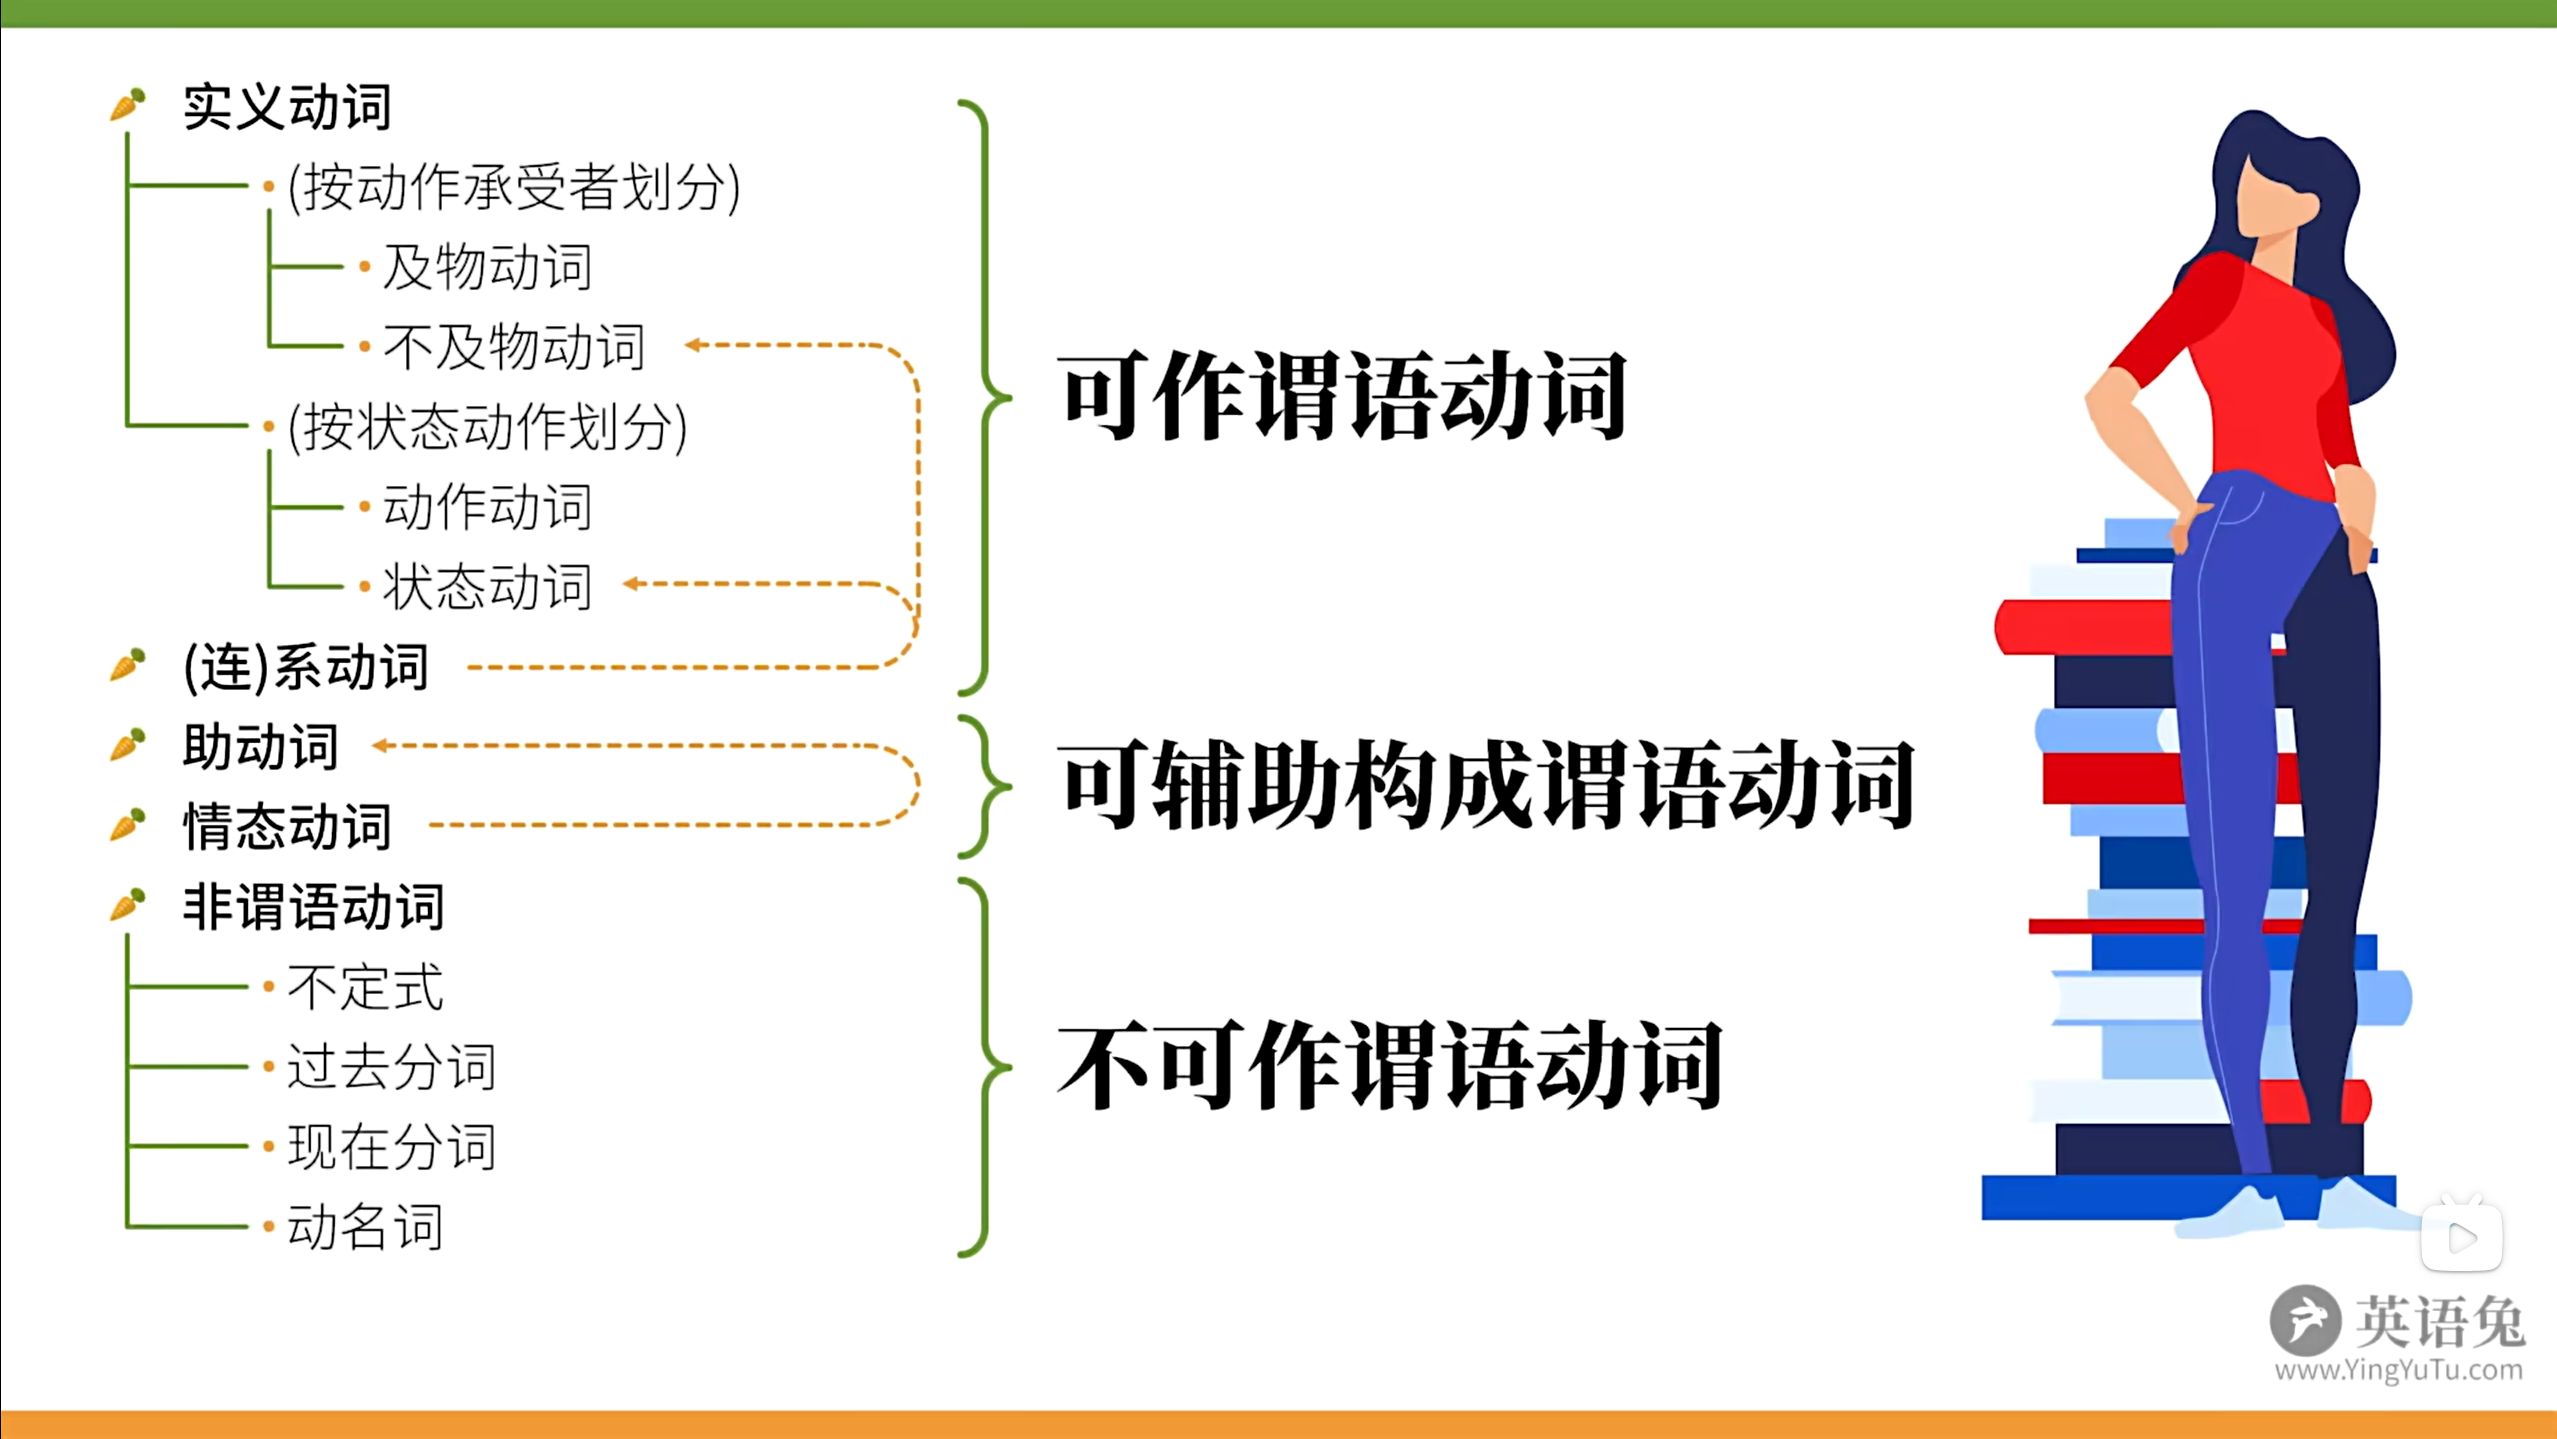 实义动词
(按动作承受者划分)
及物动词
不及物动词
(按状态动作划分)
动作动词
状态动词
(连)系动词
助动词
情态动词
非谓语动词
不定式
过去分词
现在分词
动名词
可作谓语动词
可辅助构成谓语动词
不可作谓语动词
英语兔
www.YingYuTu.com